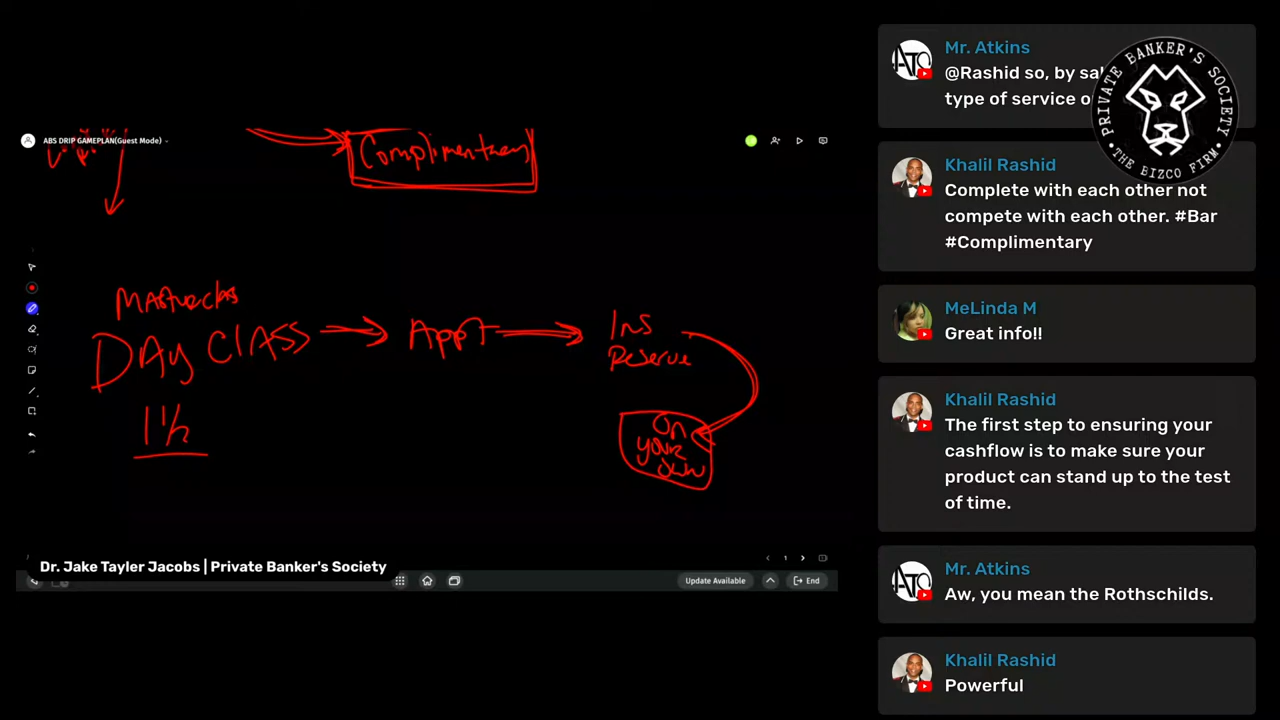 ABS DRIP GAMEPLAN(Guest Mode)
Complimentary
Masterclass
DAy ClASS
Appt
Ins
Reserve
1 1/2
On
your
own
Dr. Jake Tayler Jacobs | Private Banker's Society
Update Available
End
1
Mr. Atkins
@Rashid so, by
type of service
PRIVATE BANKER'S SOCIETY
• THE BIZCO FIRM •
Khalil Rashid
Complete with each other not
compete with each other. #Bar
#Complimentary
MeLinda M
Great info!!
Khalil Rashid
The first step to ensuring your
cashflow is to make sure your
product can stand up to the test
of time.
Mr. Atkins
Aw, you mean the Rothschilds.
Khalil Rashid
Powerful